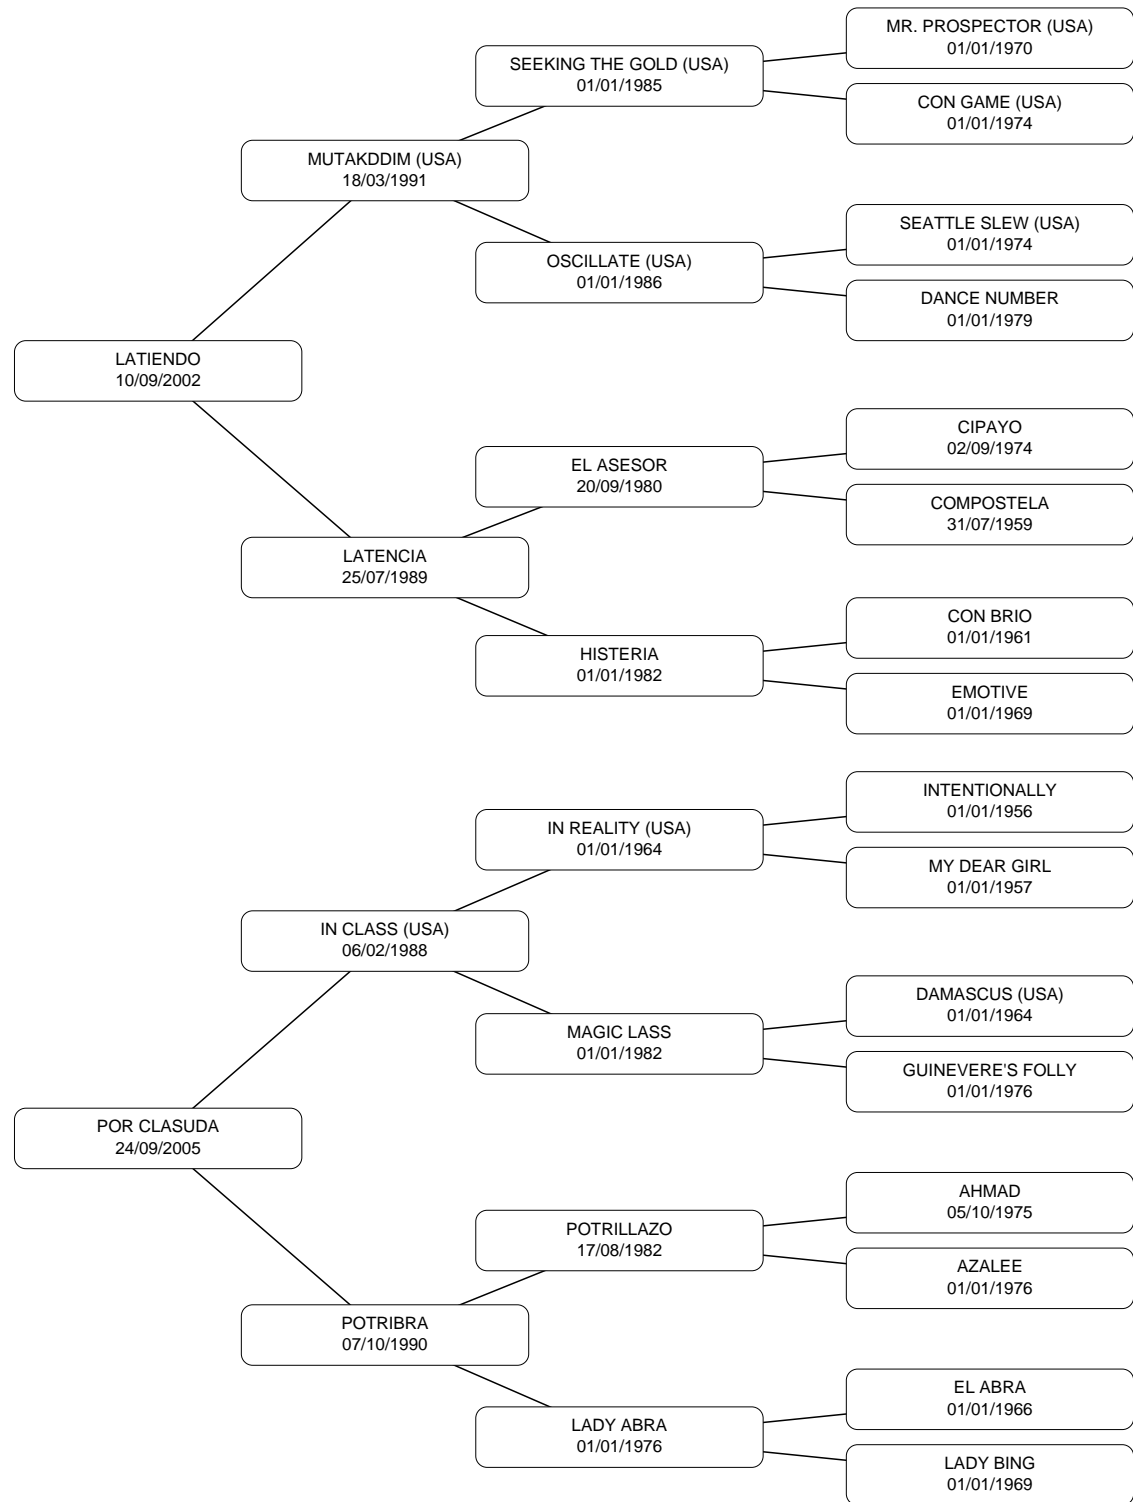 MR. PROSPECTOR (USA)
01/01/1970
SEEKING THE GOLD (USA)
01/01/1985
CON GAME (USA)
01/01/1974
MUTAKDDIM (USA)
18/03/1991
SEATTLE SLEW (USA)
01/01/1974
OSCILLATE (USA)
01/01/1986
DANCE NUMBER
01/01/1979
LATIENDO
10/09/2002
CIPAYO
02/09/1974
EL ASESOR
20/09/1980
COMPOSTELA
31/07/1959
LATENCIA
25/07/1989
CON BRIO
01/01/1961
HISTERIA
01/01/1982
EMOTIVE
01/01/1969
INTENTIONALLY
01/01/1956
IN REALITY (USA)
01/01/1964
MY DEAR GIRL
01/01/1957
IN CLASS (USA)
06/02/1988
DAMASCUS (USA)
01/01/1964
MAGIC LASS
01/01/1982
GUINEVERE'S FOLLY
01/01/1976
POR CLASUDA
24/09/2005
AHMAD
05/10/1975
POTRILLAZO
17/08/1982
AZALEE
01/01/1976
POTRIBRA
07/10/1990
EL ABRA
01/01/1966
LADY ABRA
01/01/1976
LADY BING
01/01/1969